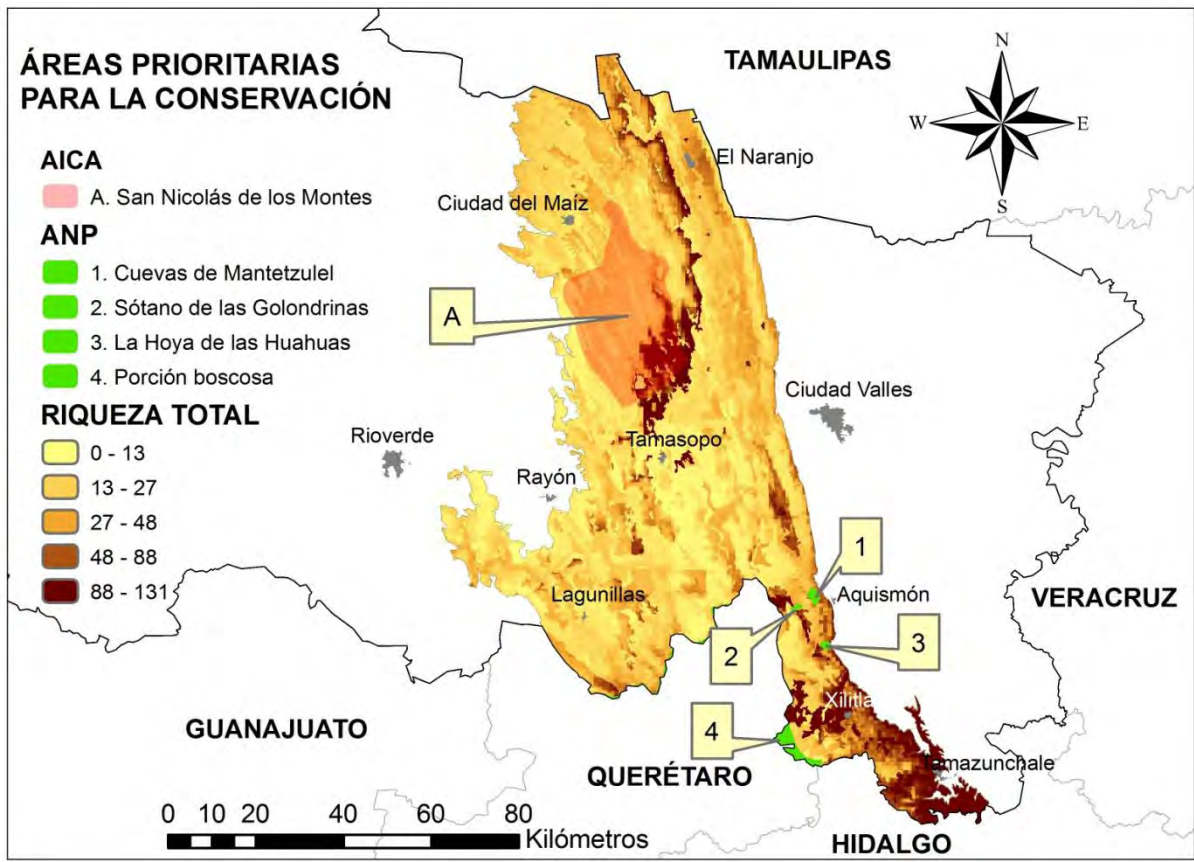 ÁREAS PRIORITARIAS
PARA LA CONSERVACIÓN
AICA
A. San Nicolás de los Montes
ANP
1. Cuevas de Mantetzulel
2. Sótano de las Golondrinas
3. La Hoya de las Huahuas
4. Porción boscosa
RIQUEZA TOTAL
0 - 13
13 - 27
27 - 48
48 - 88
88 - 131
TAMAULIPAS
N
W
E
S
El Naranjo
Ciudad del Maíz
A
Ciudad Valles
Rioverde
Tamasopo
Rayón
1
Lagunillas
Aquismón
VERACRUZ
2
3
Xilitla
GUANAJUATO
4
QUERÉTARO
Tamazunchale
0 10 20 40 60 80
Kilómetros
HIDALGO